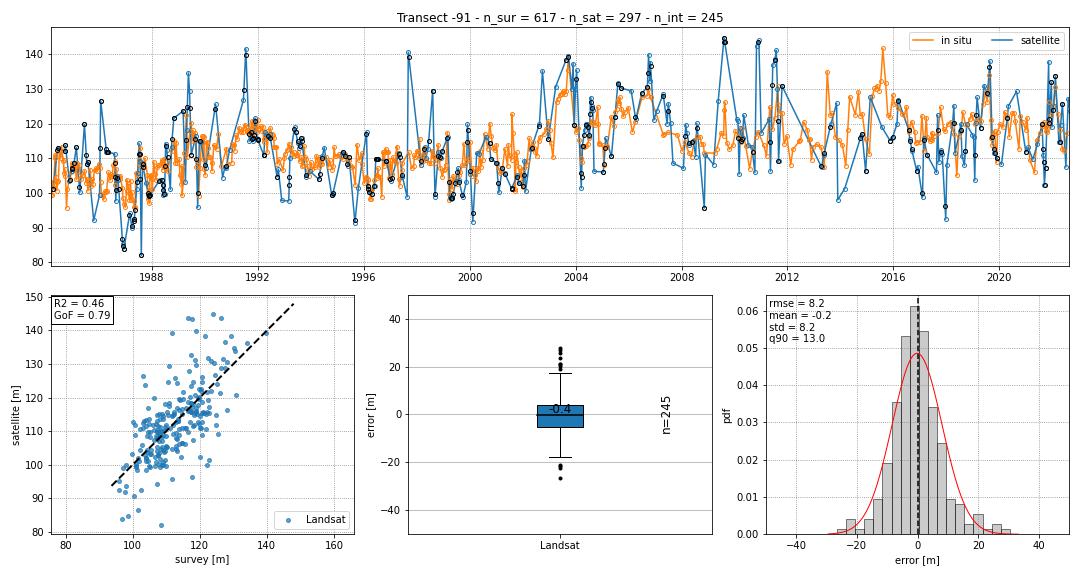 Transect -91 - n_sur = 617 - n_sat = 297 - n_int = 245
in situ
satellite
140
130
120
110
100
90
80
1988
1992
1996
2000
2004
2008
2012
2016
2020
R2 = 0.46
GoF = 0.79
150
140
130
120
110
100
90
80
satellite [m]
80
100
120
140
160
survey [m]
Landsat
40
20
0
−20
−40
error [m]
-0.4
n=245
Landsat
rmse = 8.2
mean = -0.2
std = 8.2
q90 = 13.0
0.06
0.05
0.04
0.03
0.02
0.01
0.00
pdf
−40
−20
0
20
40
error [m]